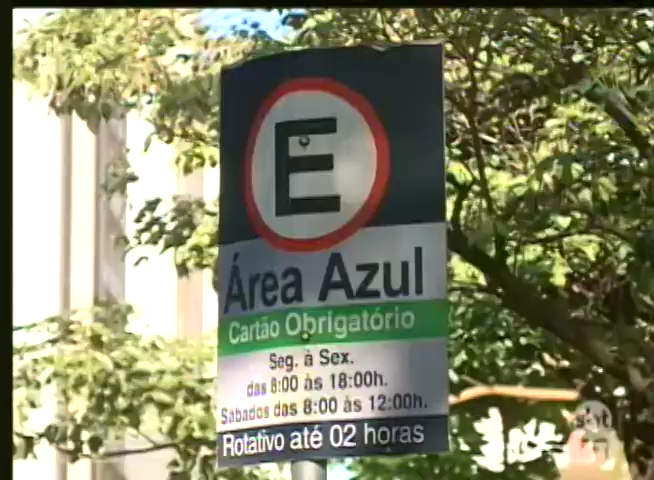 E
Área Azul
Cartão Obrigatório
Seg. à Sex.
das 8:00 às 18:00h.
Sábados das 8:00 às 12:00h.
Rotativo até 02 horas